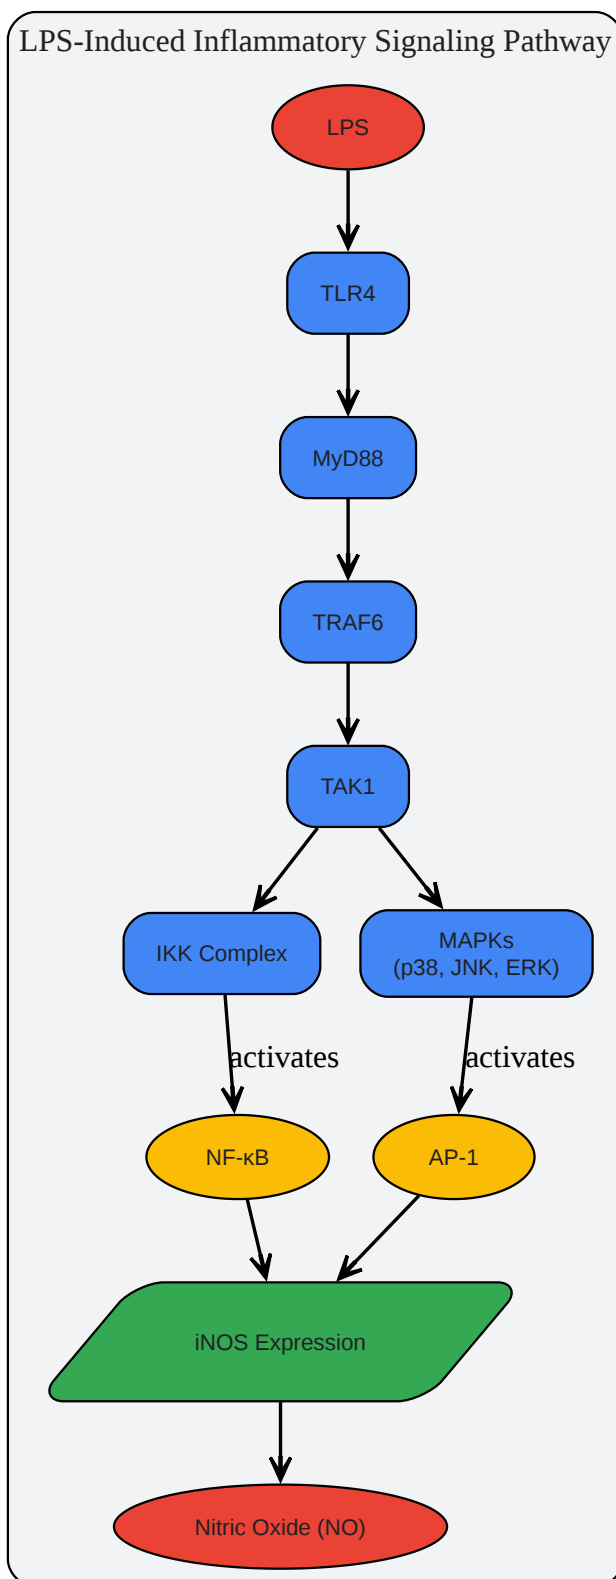 LPS-Induced Inflammatory Signaling Pathway
LPS
TLR4
MyD88
TRAF6
TAK1
IKK Complex
MAPKs
(p38, JNK, ERK)
activates
activates
NF-κB
AP-1
iNOS Expression
Nitric Oxide (NO)